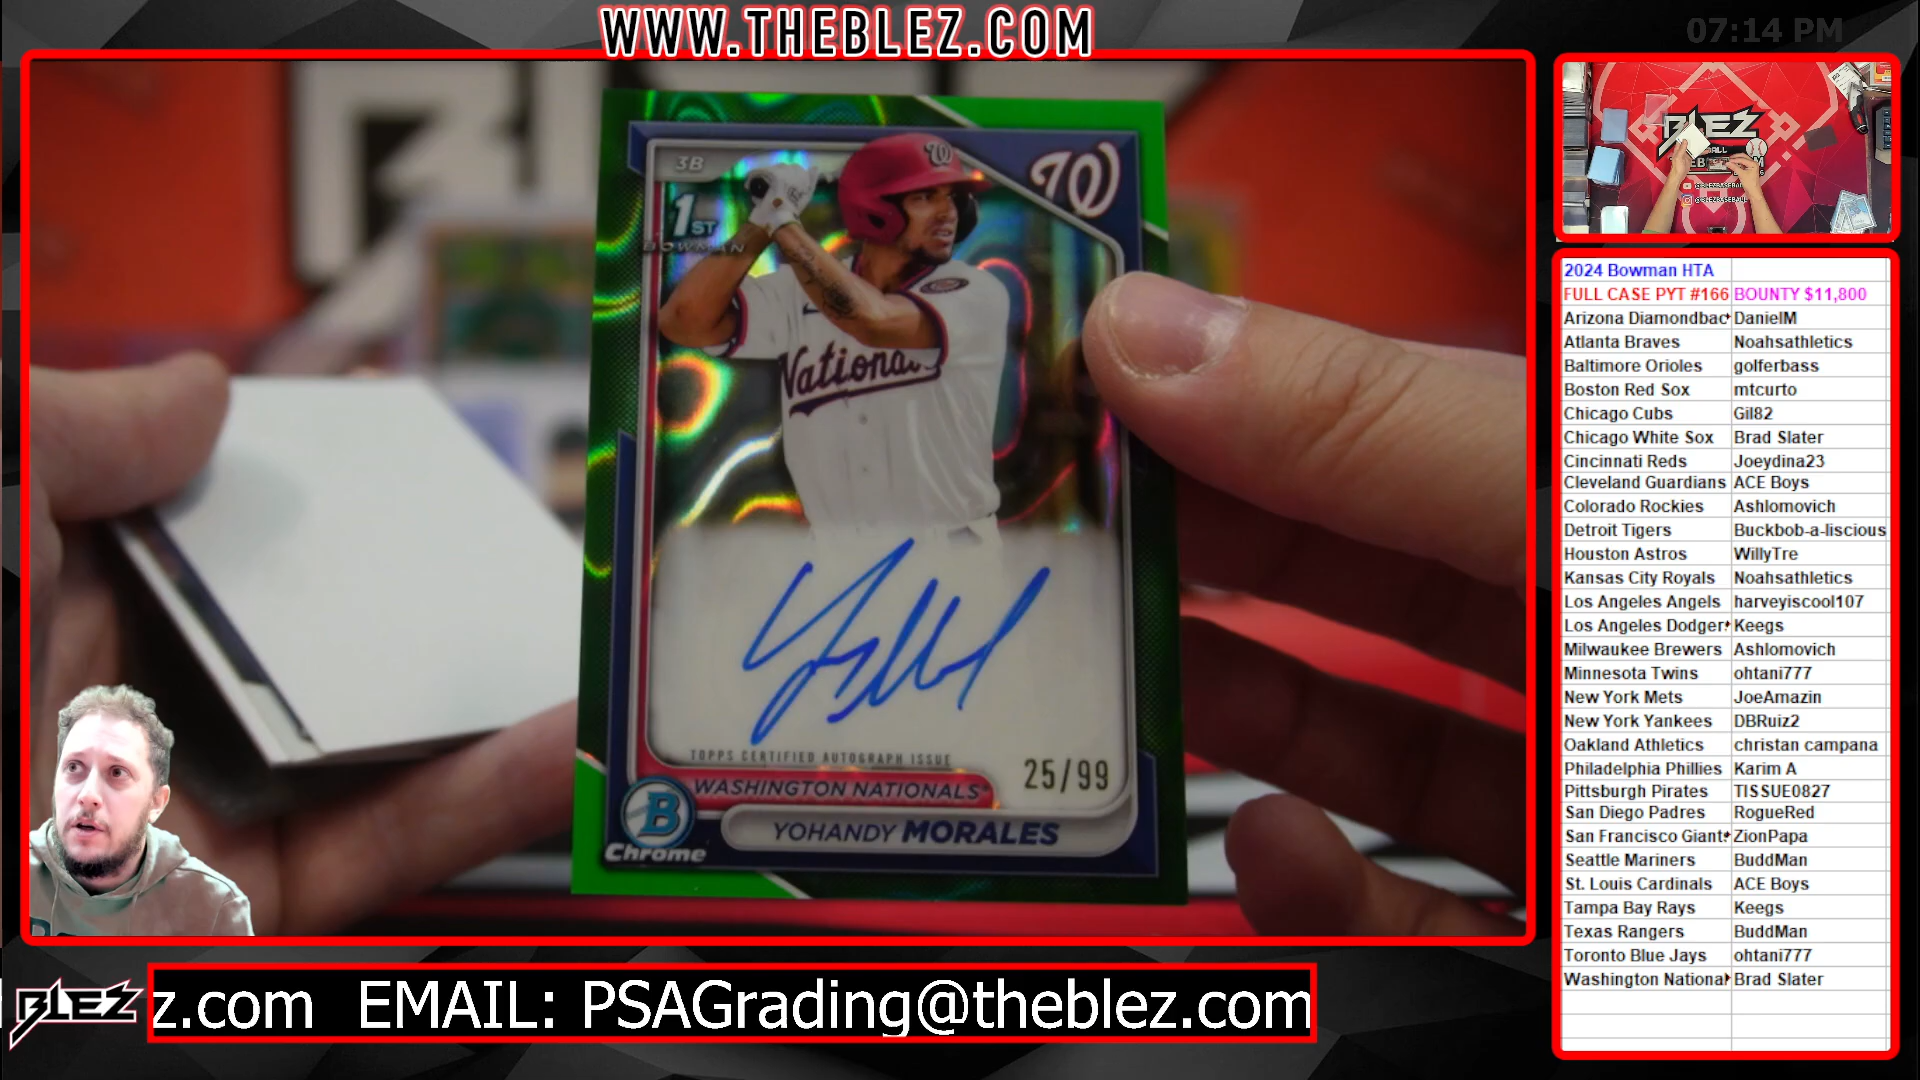 WWW.THEBLEZ.COM
07:14 PM
3B
1ST
BOWMAN
W
W
Nationals
TOPPS CERTIFIED AUTOGRAPH ISSUE
25/99
WASHINGTON NATIONALS
YOHANDY MORALES
B
Chrome
BLEZ
2024 Bowman HTA
FULL CASE PYT #166 BOUNTY $11,800
Arizona Diamondbac DanielM
Atlanta Braves Noahsathletics
Baltimore Orioles golferbass
Boston Red Sox mtcurto
Chicago Cubs Gil82
Chicago White Sox Brad Slater
Cincinnati Reds Joeydina23
Cleveland Guardians ACE Boys
Colorado Rockies Ashlomovich
Detroit Tigers Buckbob-a-liscious
Houston Astros WillyTre
Kansas City Royals Noahsathletics
Los Angeles Angels harveyiscool107
Los Angeles Dodger Keegs
Milwaukee Brewers Ashlomovich
Minnesota Twins ohtani777
New York Mets JoeAmazin
New York Yankees DBRuiz2
Oakland Athletics christan campana
Philadelphia Phillies Karim A
Pittsburgh Pirates TISSUE0827
San Diego Padres RogueRed
San Francisco Giant ZionPapa
Seattle Mariners BuddMan
St. Louis Cardinals ACE Boys
Tampa Bay Rays Keegs
Texas Rangers BuddMan
Toronto Blue Jays ohtani777
Washington National Brad Slater
BLEZ
z.com EMAIL: PSAGrading@theblez.com